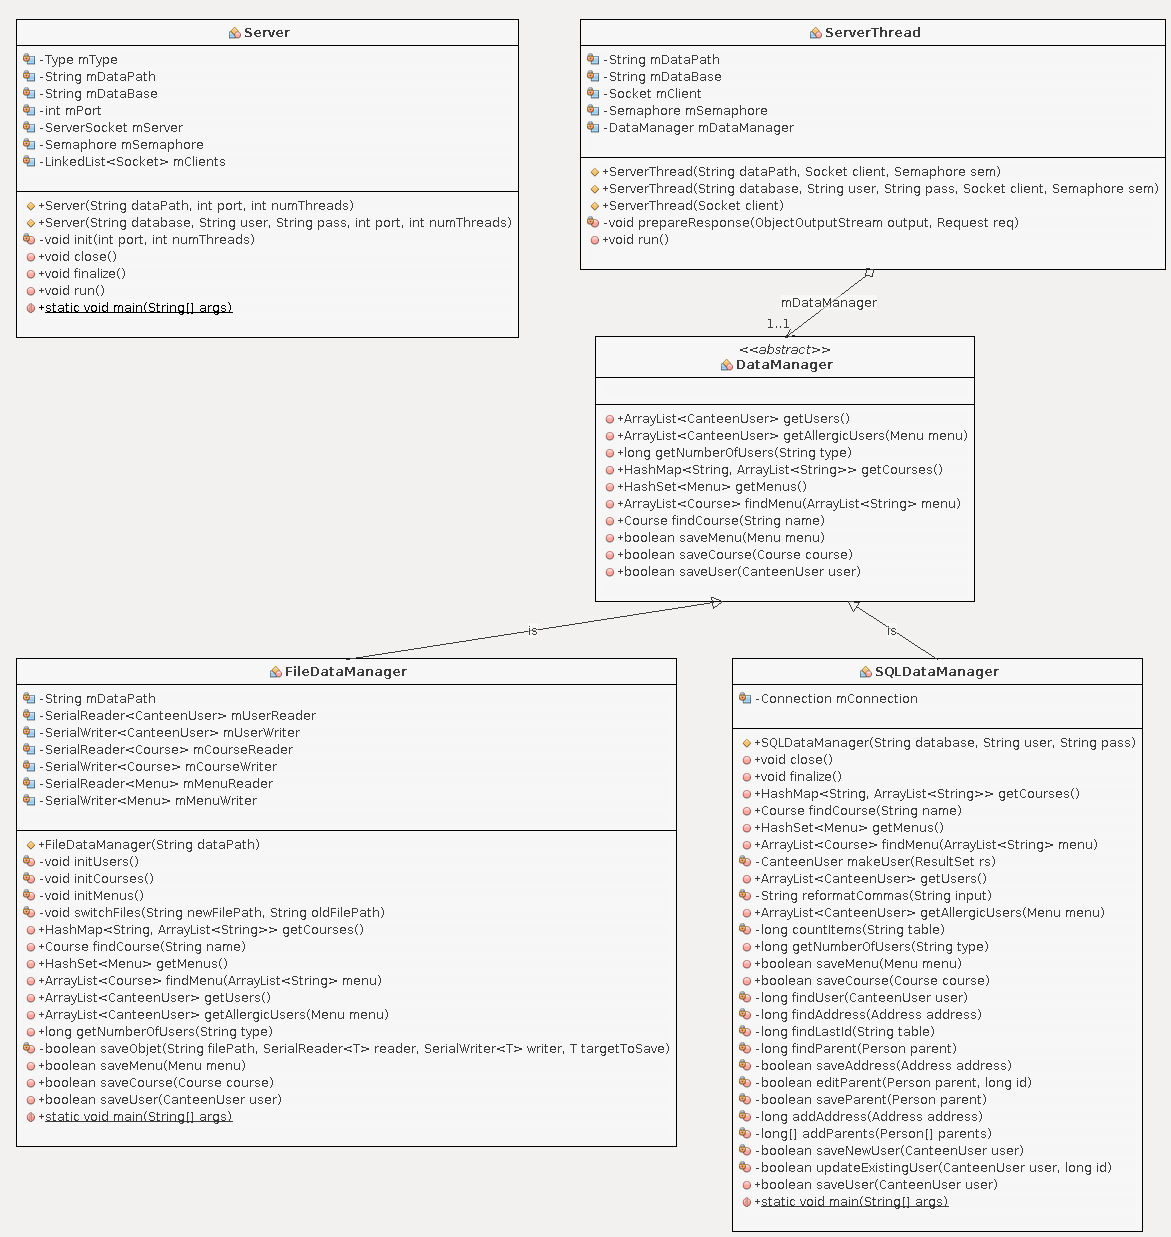 Server
-Type mType
-String mDataPath
-String mDataBase
-int mPort
-ServerSocket mServer
-Semaphore mSemaphore
-LinkedList<Socket> mClients
+Server(String dataPath, int port, int numThreads)
+Server(String database, String user, String pass, int port, int numThreads)
-void init(int port, int numThreads)
+void close()
+void finalize()
+void run()
+static void main(String[] args)
ServerThread
-String mDataPath
-String mDataBase
-Socket mClient
-Semaphore mSemaphore
-DataManager mDataManager
+ServerThread(String dataPath, Socket client, Semaphore sem)
+ServerThread(String database, String user, String pass, Socket client, Semaphore sem)
+ServerThread(Socket client)
-void prepareResponse(ObjectOutputStream output, Request req)
+void run()
mDataManager
1..1
<<abstract>>
DataManager
+ArrayList<CanteenUser> getUsers()
+ArrayList<CanteenUser> getAllergicUsers(Menu menu)
+long getNumberOfUsers(String type)
+HashMap<String, ArrayList<String>> getCourses()
+HashSet<Menu> getMenus()
+ArrayList<Course> findMenu(ArrayList<String> menu)
+Course findCourse(String name)
+boolean saveMenu(Menu menu)
+boolean saveCourse(Course course)
+boolean saveUser(CanteenUser user)
is
is
FileDataManager
-String mDataPath
-SerialReader<CanteenUser> mUserReader
-SerialWriter<CanteenUser> mUserWriter
-SerialReader<Course> mCourseReader
-SerialWriter<Course> mCourseWriter
-SerialReader<Menu> mMenuReader
-SerialWriter<Menu> mMenuWriter
+FileDataManager(String dataPath)
-void initUsers()
-void initCourses()
-void initMenus()
-void switchFiles(String newFilePath, String oldFilePath)
+HashMap<String, ArrayList<String>> getCourses()
+Course findCourse(String name)
+HashSet<Menu> getMenus()
+ArrayList<Course> findMenu(ArrayList<String> menu)
+ArrayList<CanteenUser> getUsers()
+ArrayList<CanteenUser> getAllergicUsers(Menu menu)
+long getNumberOfUsers(String type)
-boolean saveObjet(String filePath, SerialReader<T> reader, SerialWriter<T> writer, T targetToSave)
+boolean saveMenu(Menu menu)
+boolean saveCourse(Course course)
+boolean saveUser(CanteenUser user)
+static void main(String[] args)
SQLDataManager
-Connection mConnection
+SQLDataManager(String database, String user, String pass)
+void close()
+void finalize()
+HashMap<String, ArrayList<String>> getCourses()
+Course findCourse(String name)
+HashSet<Menu> getMenus()
+ArrayList<Course> findMenu(ArrayList<String> menu)
-CanteenUser makeUser(ResultSet rs)
+ArrayList<CanteenUser> getUsers()
-String reformatCommas(String input)
+ArrayList<CanteenUser> getAllergicUsers(Menu menu)
-long countItems(String table)
+long getNumberOfUsers(String type)
+boolean saveMenu(Menu menu)
+boolean saveCourse(Course course)
-long findUser(CanteenUser user)
-long findAddress(Address address)
-long findLastId(String table)
-long findParent(Person parent)
-boolean saveAddress(Address address)
-boolean editParent(Person parent, long id)
-boolean saveParent(Person parent)
-long addAddress(Address address)
-long[] addParents(Person[] parents)
-boolean saveNewUser(CanteenUser user)
-boolean updateExistingUser(CanteenUser user, long id)
+boolean saveUser(CanteenUser user)
+static void main(String[] args)